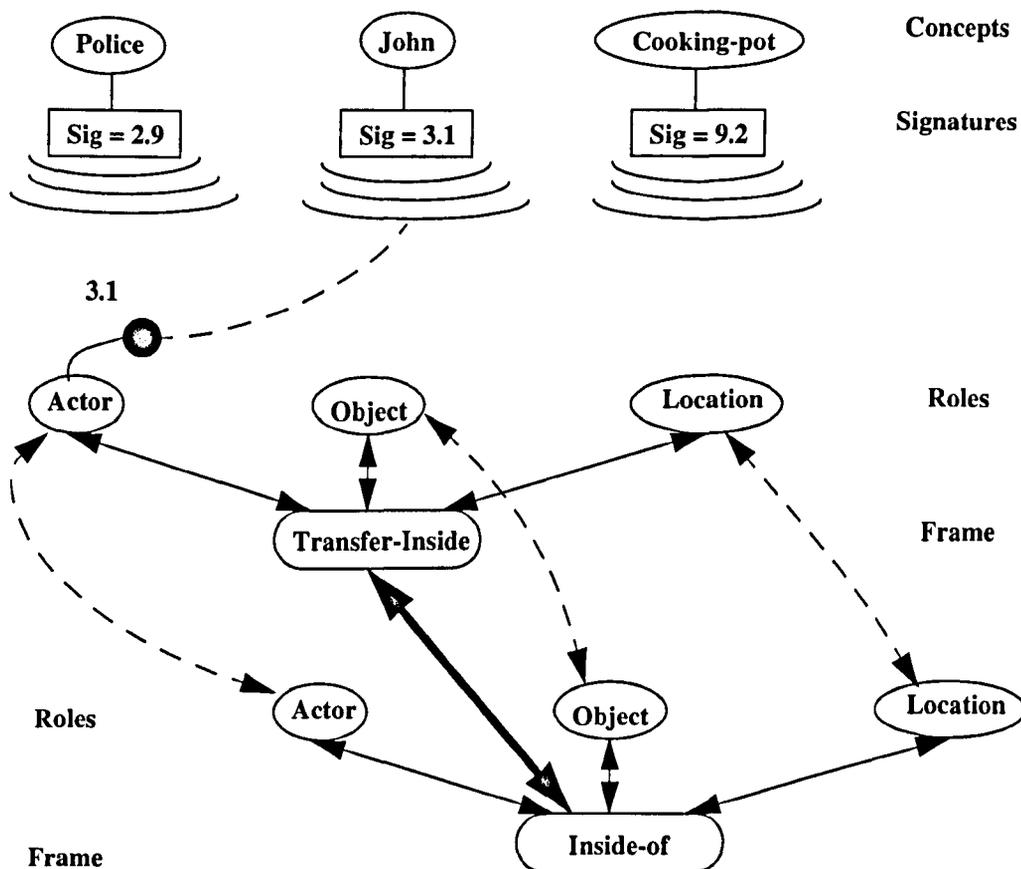 Police
John
Cooking-pot
Concepts
Sig = 2.9
Sig = 3.1
Sig = 9.2
Signatures
3.1
Actor
Object
Location
Roles
Transfer-Inside
Frame
Roles
Actor
Object
Location
Inside-of
Frame